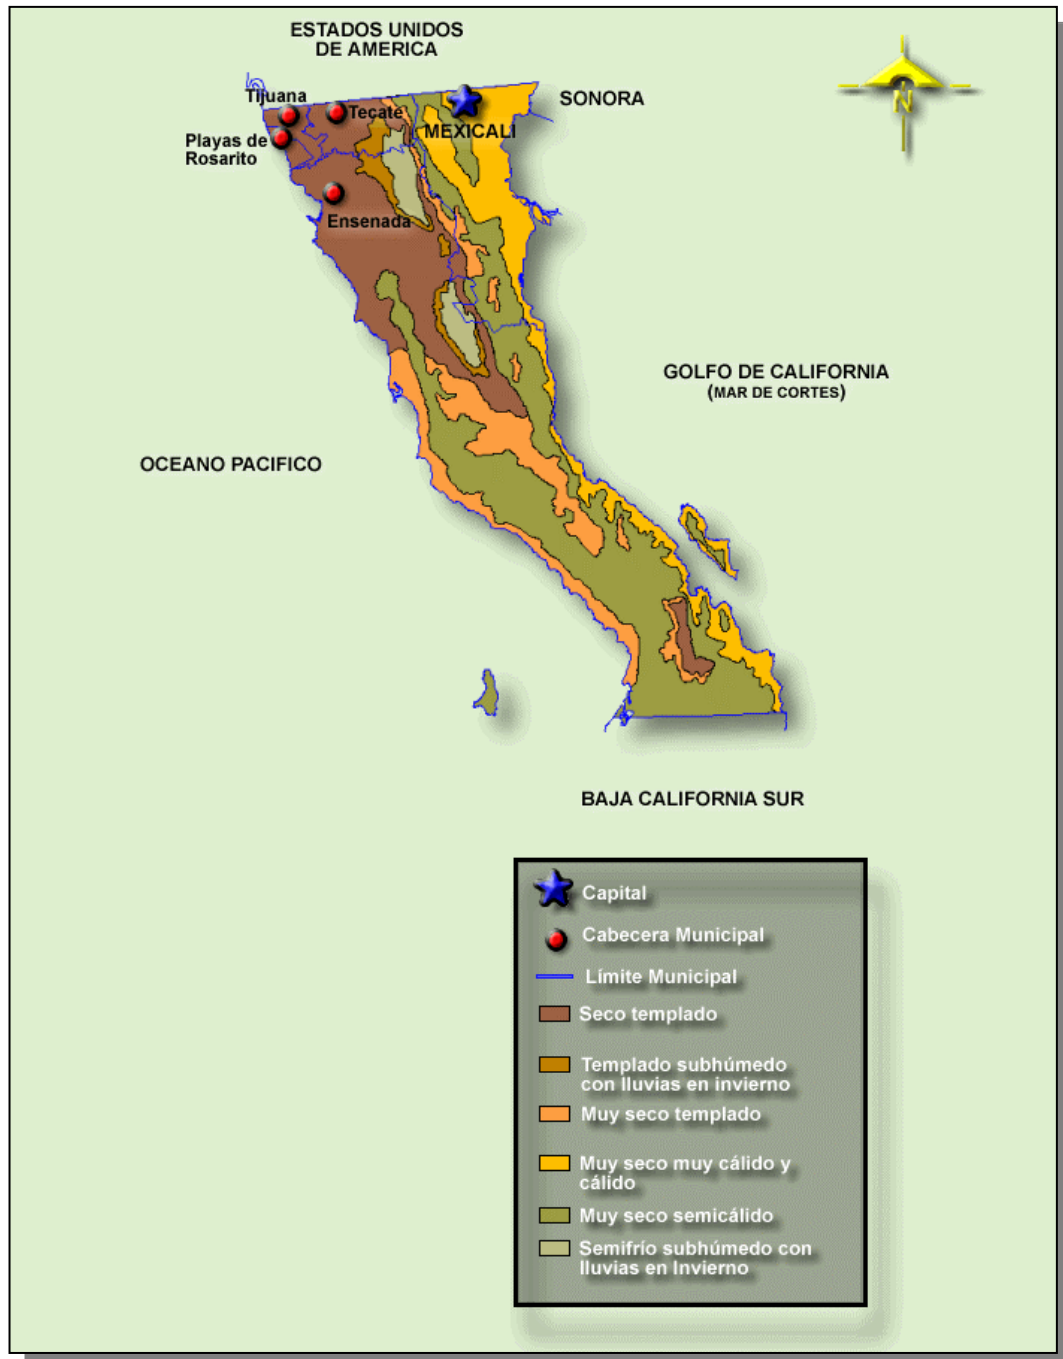 ESTADOS UNIDOS
DE AMERICA
Tijuana
Tecate
SONORA
N
MEXICALI
Playas de
Rosarito
Ensenada
GOLFO DE CALIFORNIA
(MAR DE CORTES)
OCEANO PACIFICO
BAJA CALIFORNIA SUR
Capital
Cabecera Municipal
Límite Municipal
Seco templado
Templado subhúmedo
con lluvias en invierno
Muy seco templado
Muy seco muy cálido y
cálido
Muy seco semicálido
Semifrío subhúmedo con
lluvias en Invierno